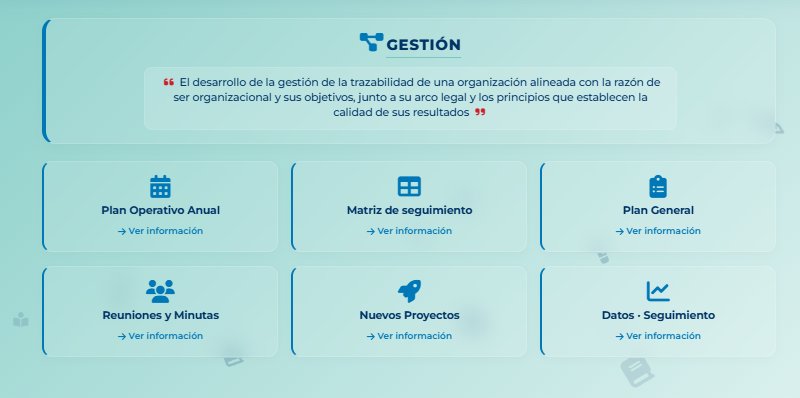 GESTIÓN
❝ El desarrollo de la gestión de la trazabilidad de una organización alineada con la razón de
ser organizacional y sus objetivos, junto a su arco legal y los principios que establecen la
calidad de sus resultados ❞
Plan Operativo Anual
→ Ver información
Matriz de seguimiento
→ Ver información
Plan General
→ Ver información
Reuniones y Minutas
→ Ver información
Nuevos Proyectos
→ Ver información
Datos · Seguimiento
→ Ver información